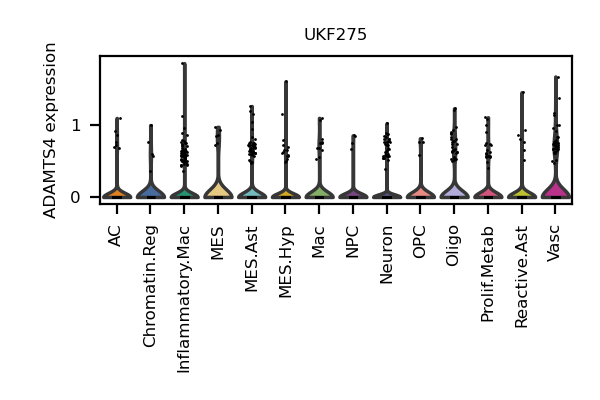 UKF275
ADAMTS4 expression
1
0
AC
Chromatin.Reg
Inflammatory.Mac
MES
MES.Ast
MES.Hyp
Mac
NPC
Neuron
OPC
Oligo
Prolif.Metab
Reactive.Ast
Vasc